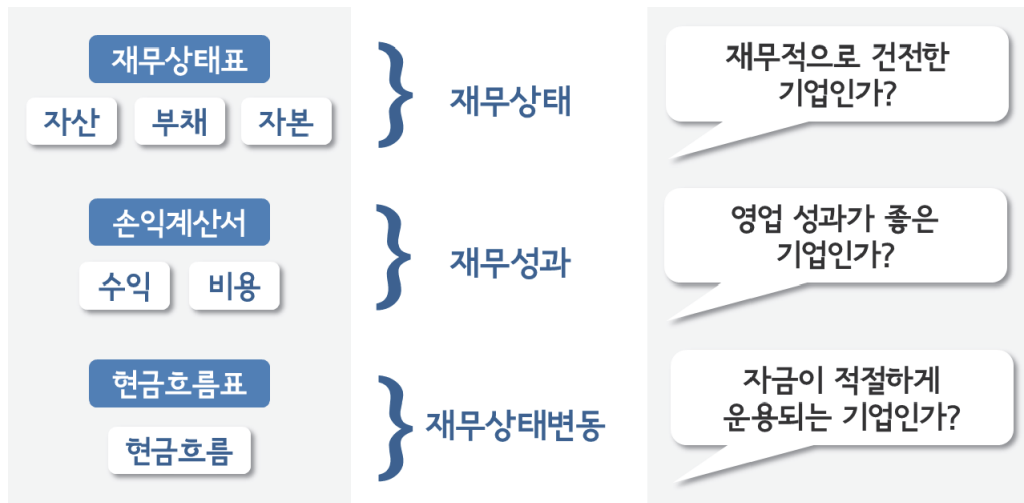 재무상태표
자산 부채 자본
재무상태
재무적으로 건전한
기업인가?
손익계산서
수익 비용
재무성과
영업 성과가 좋은
기업인가?
현금흐름표
현금흐름
재무상태변동
자금이 적절하게
운용되는 기업인가?